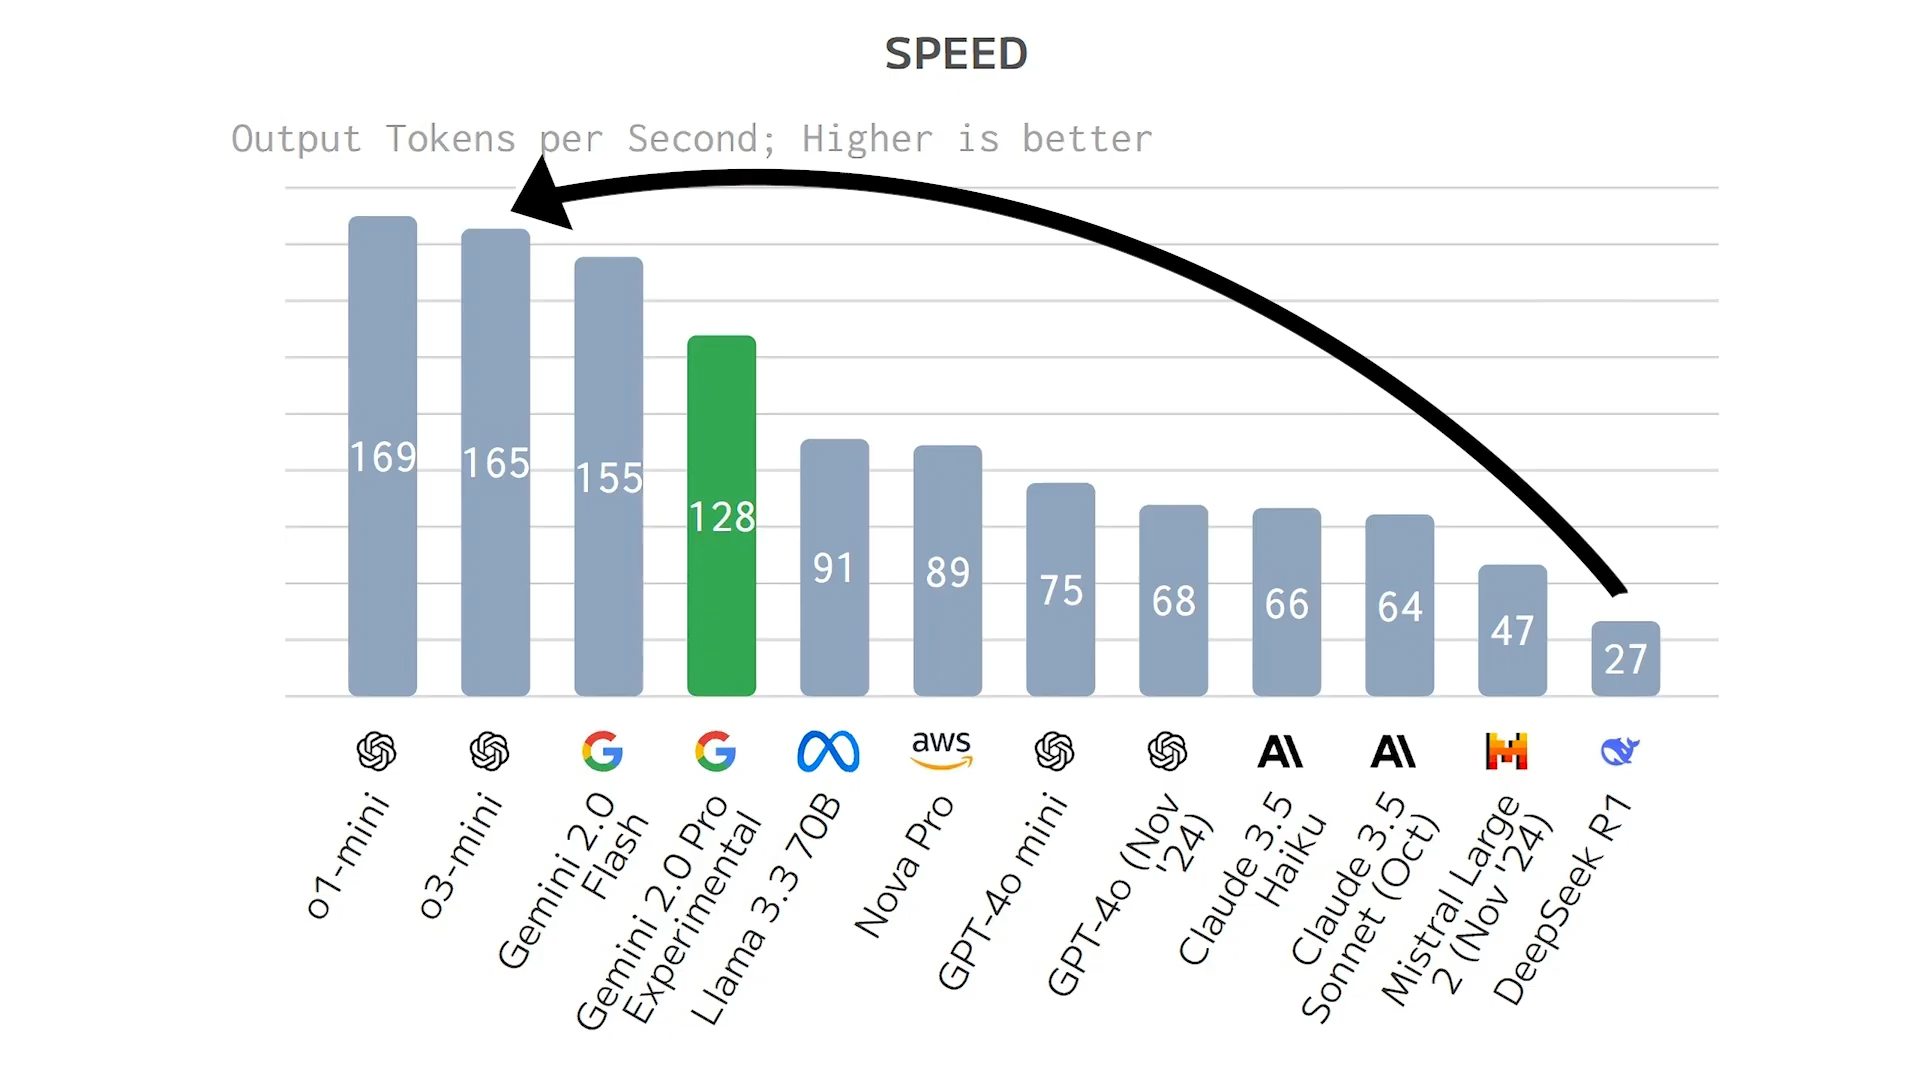 SPEED
Output Tokens per Second; Higher is better
169
165
155
128
91
89
75
68
66
64
47
27
aws
o1-mini
o3-mini
Gemini 2.0
Flash
Gemini 2.0 Pro
Experimental
Llama 3.3 70B
Nova Pro
GPT-4o mini
GPT-4o (Nov
'24)
Claude 3.5
Haiku
Claude 3.5
Sonnet (Oct)
Mistral Large
2 (Nov '24)
DeepSeek R1